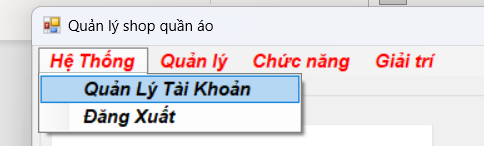 Quản lý shop quần áo
Hệ Thống Quản lý Chức năng Giải trí
Quản Lý Tài Khoản
Đăng Xuất